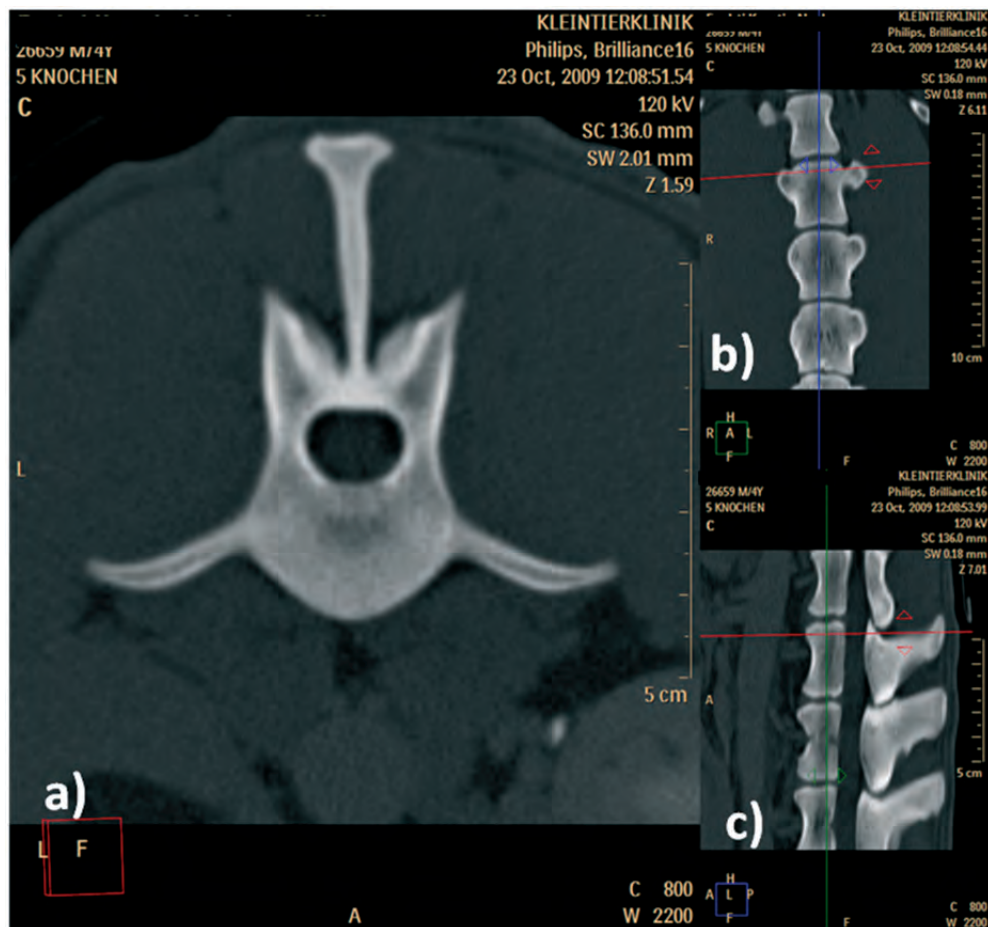 KLEINTIERKLINIK
26659 M/4Y
Philips, Brilliance16
5 KNOCHEN
23 Oct, 2009 12:08:51.54
C
120 kV
SC 136.0 mm
SW 2.01 mm
Z 1.59
L
5 cm
a)
L F
A
C 800
W 2200
KLEINTIERKLINIK
26659 M/4Y
Philips, Brilliance16
5 KNOCHEN
23 Oct, 2009 12:08:54.44
C
120 kV
SC 136.0 mm
SW 0.18 mm
Z 6.11
R
b)
10 cm
H
R A L
F
F
C 800
W 2200
KLEINTIERKLINIK
26659 M/4Y
Philips, Brilliance16
5 KNOCHEN
23 Oct, 2009 12:08:53.99
C
120 kV
SC 136.0 mm
SW 0.18 mm
Z 7.01
A
5 cm
c)
H
A L P
F
F
C 800
W 2200